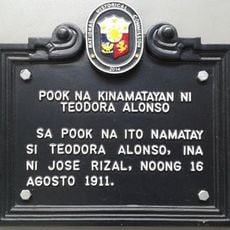 POOK NA KINAMATAYAN NI
TEODORA ALONSO
SA POOK NA ITO NAMATAY
SI TEODORA ALONSO, INA
NI JOSE RIZAL, NOONG 16
AGOSTO 1911.